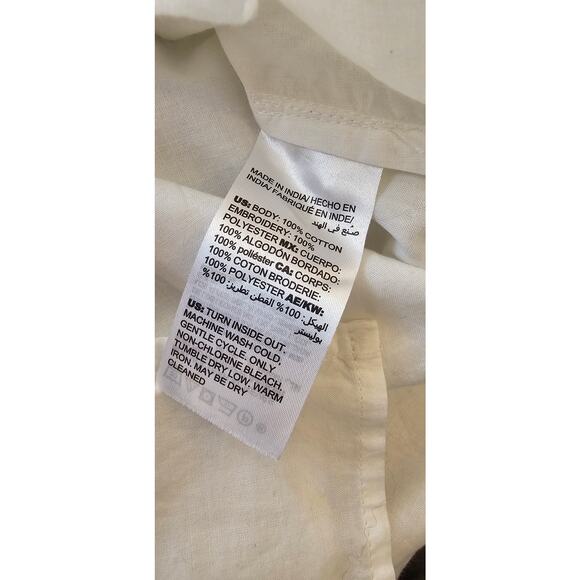 MADE IN INDIA/ HECHO EN
INDIA/ FABRIQUÉ EN INDE/
صُنع في الهند
US: BODY: 100% COTTON
EMBROIDERY: 100%
POLYESTER MX: CUERPO:
100% ALGODÓN BORDADO:
100% poliéster CA: CORPS:
100% COTON BRODERIE:
100% POLYESTER AE/KW:
الهيكل: 100% القطن تطريز: 100%
بوليستر
US: TURN INSIDE OUT.
MACHINE WASH COLD,
GENTLE CYCLE. ONLY
NON-CHLORINE BLEACH.
TUMBLE DRY LOW. WARM
IRON. MAY BE DRY
CLEANED